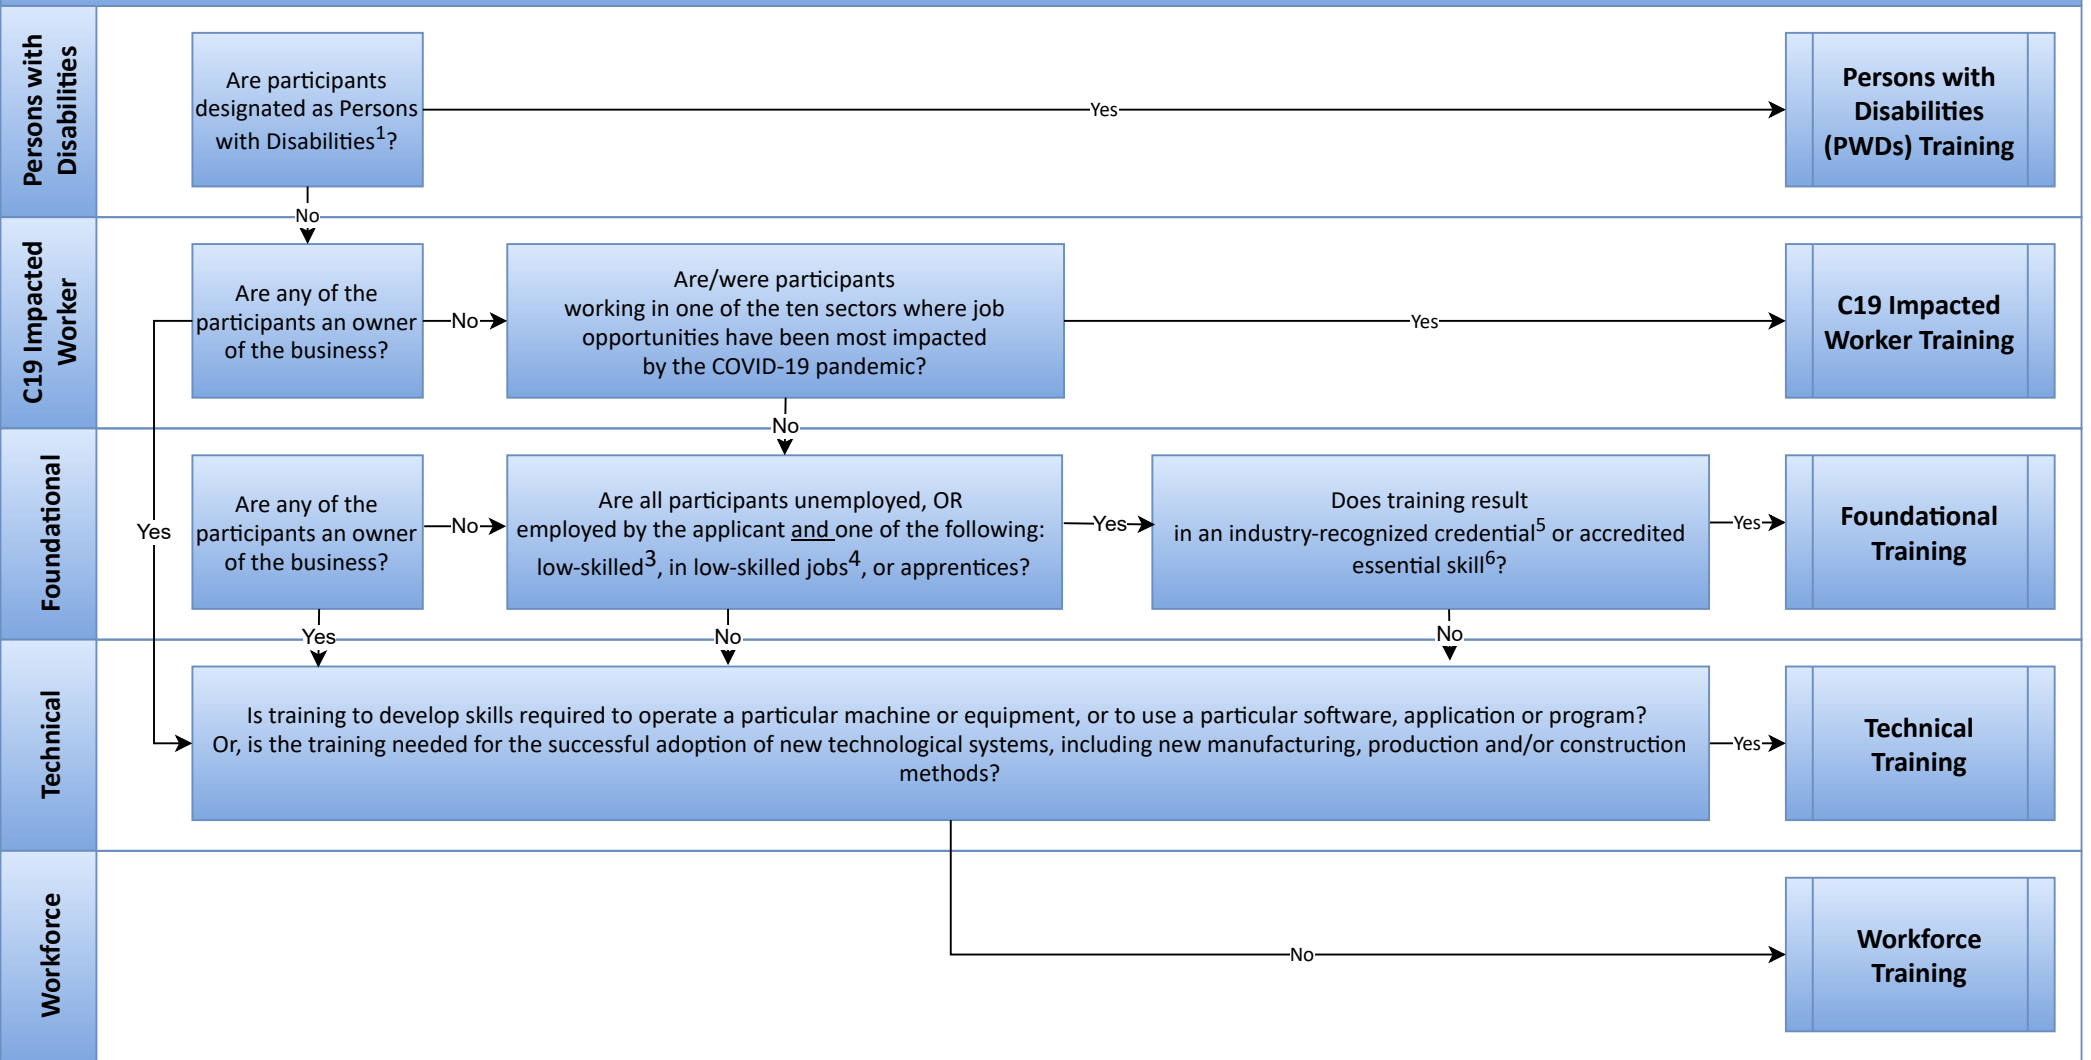 Persons with
Disabilities
Are participants
designated as Persons
with Disabilities1?
Yes
Persons with
Disabilities
(PWDs) Training
No
C19 Impacted
Worker
Are any of the
participants an owner
of the business?
No
Are/were participants
working in one of the ten sectors where job
opportunities have been most impacted
by the COVID-19 pandemic?
Yes
C19 Impacted
Worker Training
No
Yes
Foundational
Are any of the
participants an owner
of the business?
No
Are all participants unemployed, OR
employed by the applicant and one of the following:
low-skilled3, in low-skilled jobs4, or apprentices?
Yes
Does training result
in an industry-recognized credential5 or accredited
essential skill6?
Yes
Foundational
Training
Yes
No
No
Technical
Is training to develop skills required to operate a particular machine or equipment, or to use a particular software, application or program?
Or, is the training needed for the successful adoption of new technological systems, including new manufacturing, production and/or construction
methods?
Yes
Technical
Training
Workforce
No
Workforce
Training